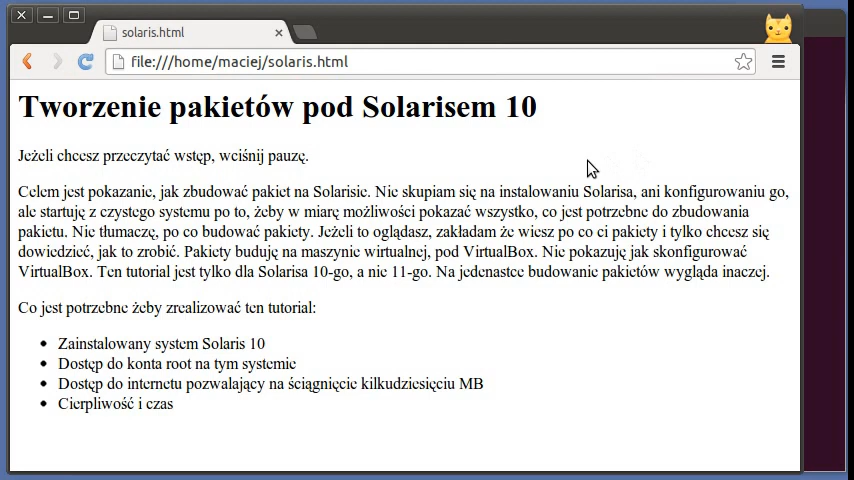 solaris.html
file:///home/maciej/solaris.html
Tworzenie pakietów pod Solarisem 10
Jeżeli chcesz przeczytać wstęp, wciśnij pauzę.
Celem jest pokazanie, jak zbudować pakiet na Solarisie. Nie skupiam się na instalowaniu Solarisa, ani konfigurowaniu go,
ale startuję z czystego systemu po to, żeby w miarę możliwości pokazać wszystko, co jest potrzebne do zbudowania
pakietu. Nie tłumaczę, po co budować pakiety. Jeżeli to oglądasz, zakładam że wiesz po co ci pakiety i tylko chcesz się
dowiedzieć, jak to zrobić. Pakiety buduję na maszynie wirtualnej, pod VirtualBox. Nie pokazuję jak skonfigurować
VirtualBox. Ten tutorial jest tylko dla Solarisa 10-go, a nie 11-go. Na jedenastce budowanie pakietów wygląda inaczej.
Co jest potrzebne żeby zrealizować ten tutorial:
Zainstalowany system Solaris 10
Dostęp do konta root na tym systemie
Dostęp do internetu pozwalający na ściągnięcie kilkudziesięciu MB
Cierpliwość i czas